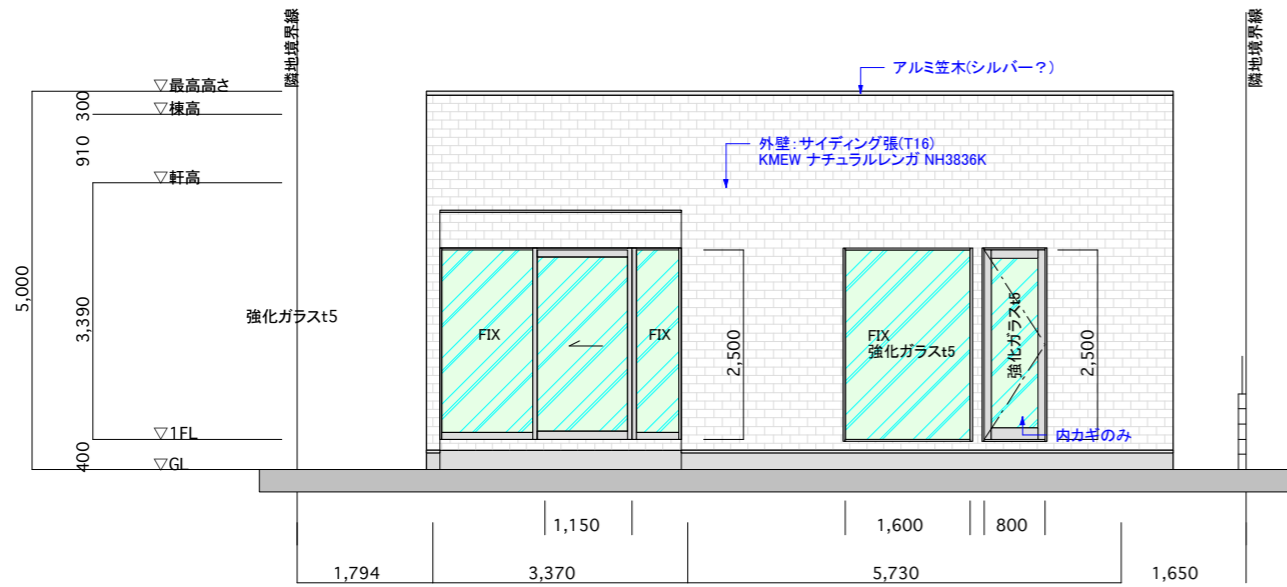 隣地境界線
隣地境界線
アルミ笠木(シルバー?)
▽最高高さ
300
▽棟高
910
外壁:サイディング張(T16)
KMEW ナチュラルレンガ NH3836K
▽軒高
5,000
3,390
強化ガラスt5
FIX
FIX
2,500
FIX
強化ガラスt5
強化ガラスt5
2,500
▽1FL
内カギのみ
400
▽GL
1,150
1,600
800
1,794
3,370
5,730
1,650